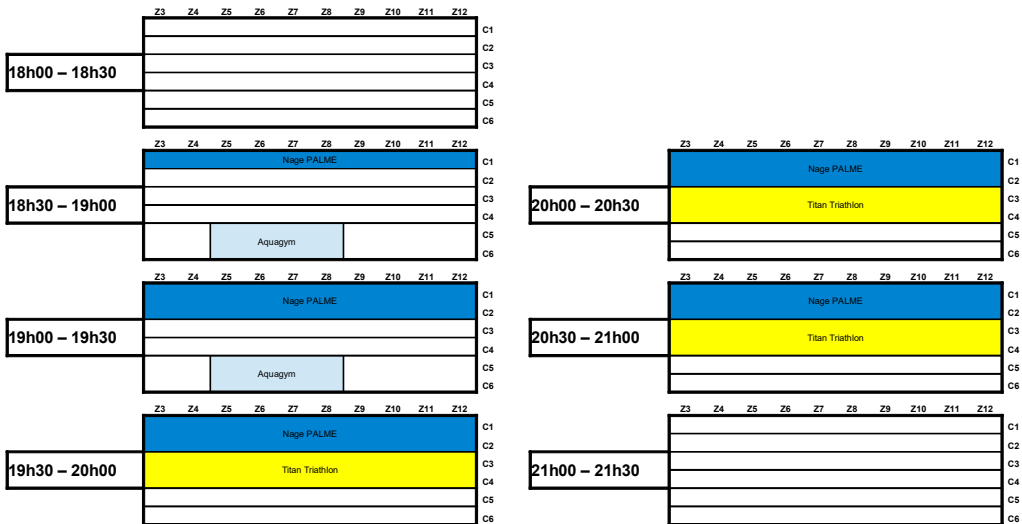 Z3 Z4 Z5 Z6 Z7 Z8 Z9 Z10 Z11 Z12
C1
C2
18h00 – 18h30
C3
C4
C5
C6
Z3 Z4 Z5 Z6 Z7 Z8 Z9 Z10 Z11 Z12
Nage PALME
C1
C2
18h30 – 19h00
C3
C4
Aquagym
C5
C6
Z3 Z4 Z5 Z6 Z7 Z8 Z9 Z10 Z11 Z12
Nage PALME
C1
C2
19h00 – 19h30
C3
C4
Aquagym
C5
C6
Z3 Z4 Z5 Z6 Z7 Z8 Z9 Z10 Z11 Z12
Nage PALME
C1
C2
19h30 – 20h00
Titan Triathlon
C3
C4
C5
C6
Z3 Z4 Z5 Z6 Z7 Z8 Z9 Z10 Z11 Z12
Nage PALME
C1
C2
20h00 – 20h30
Titan Triathlon
C3
C4
C5
C6
Z3 Z4 Z5 Z6 Z7 Z8 Z9 Z10 Z11 Z12
Nage PALME
C1
C2
20h30 – 21h00
Titan Triathlon
C3
C4
C5
C6
Z3 Z4 Z5 Z6 Z7 Z8 Z9 Z10 Z11 Z12
C1
C2
21h00 – 21h30
C3
C4
C5
C6